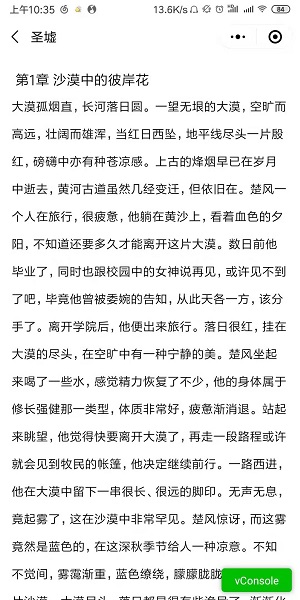 上午10:35
13.6K/s
84
圣墟
第1章 沙漠中的彼岸花
大漠孤烟直，长河落日圆。一望无垠的大漠，空旷而
高远，壮阔而雄浑，当红日西坠，地平线尽头一片殷
红，磅礴中亦有种苍凉感。上古的烽烟早已在岁月
中逝去，黄河古道虽然几经变迁，但依旧在。楚风一
个人在旅行，很疲惫，他躺在黄沙上，看着血色的夕
阳，不知道还要多久才能离开这片大漠。数日前他
毕业了，同时也跟校园中的女神说再见，或许见不到
了吧，毕竟他曾被委婉的告知，从此天各一方，该分
手了。离开学院后，他便出来旅行。落日很红，挂在
大漠的尽头，在空旷中有一种宁静的美。楚风坐起
来喝了一些水，感觉精力恢复了不少，他的身体属于
修长强健那一类型，体质非常好，疲惫渐消退。站起
来眺望，他觉得快要离开大漠了，再走一段路程或许
就会见到牧民的帐篷，他决定继续前行。一路西进，
他在大漠中留下一串很长、很远的脚印。无声无息，
竟起雾了，这在沙漠中非常罕见。楚风惊讶，而这雾
竟然是蓝色的，在这深秋季节给人一种凉意。不知
不觉间，雾霭渐重，蓝色缭绕，朦朦胧胧
vConsole